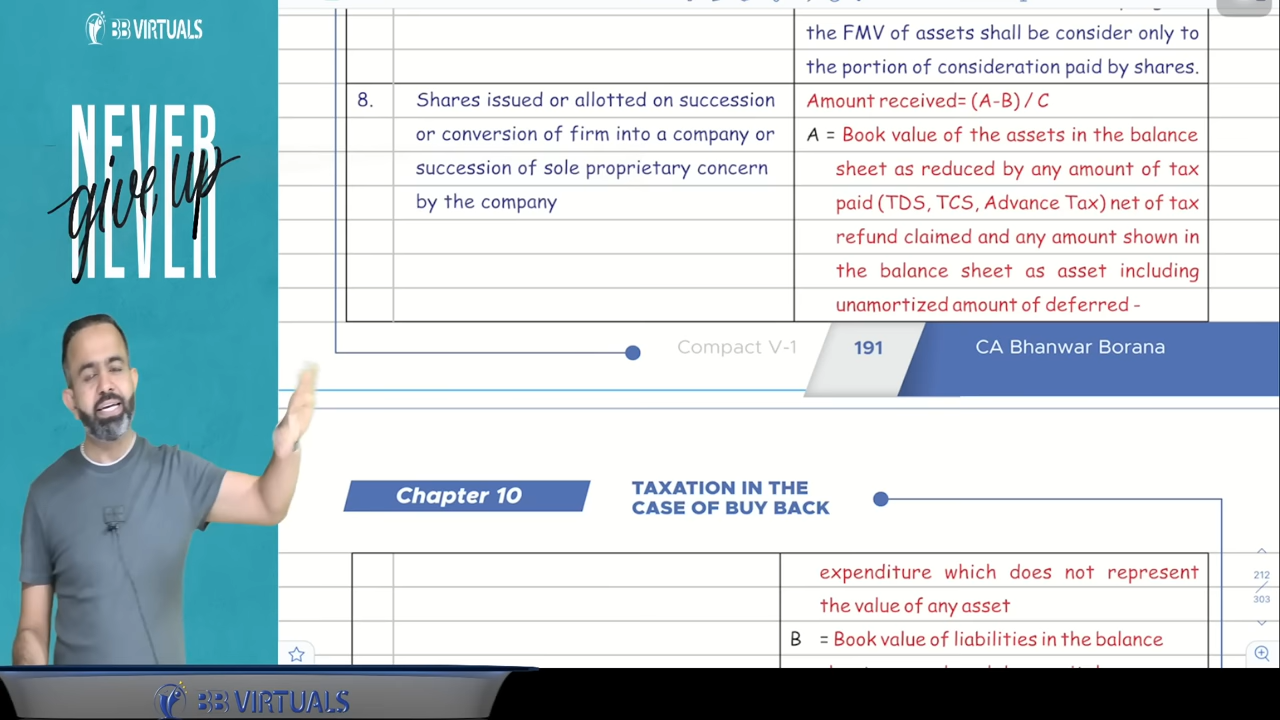 BB VIRTUALS
NEVER
give up
NEVER
the FMV of assets shall be consider only to
the portion of consideration paid by shares.
8. Shares issued or allotted on succession
or conversion of firm into a company or
succession of sole proprietary concern
by the company
Amount received= (A-B) / C
A = Book value of the assets in the balance
sheet as reduced by any amount of tax
paid (TDS, TCS, Advance Tax) net of tax
refund claimed and any amount shown in
the balance sheet as asset including
unamortized amount of deferred -
Compact V-1 191 CA Bhanwar Borana
Chapter 10 TAXATION IN THE
CASE OF BUY BACK
expenditure which does not represent
the value of any asset
B = Book value of liabilities in the balance
212
303
BB VIRTUALS